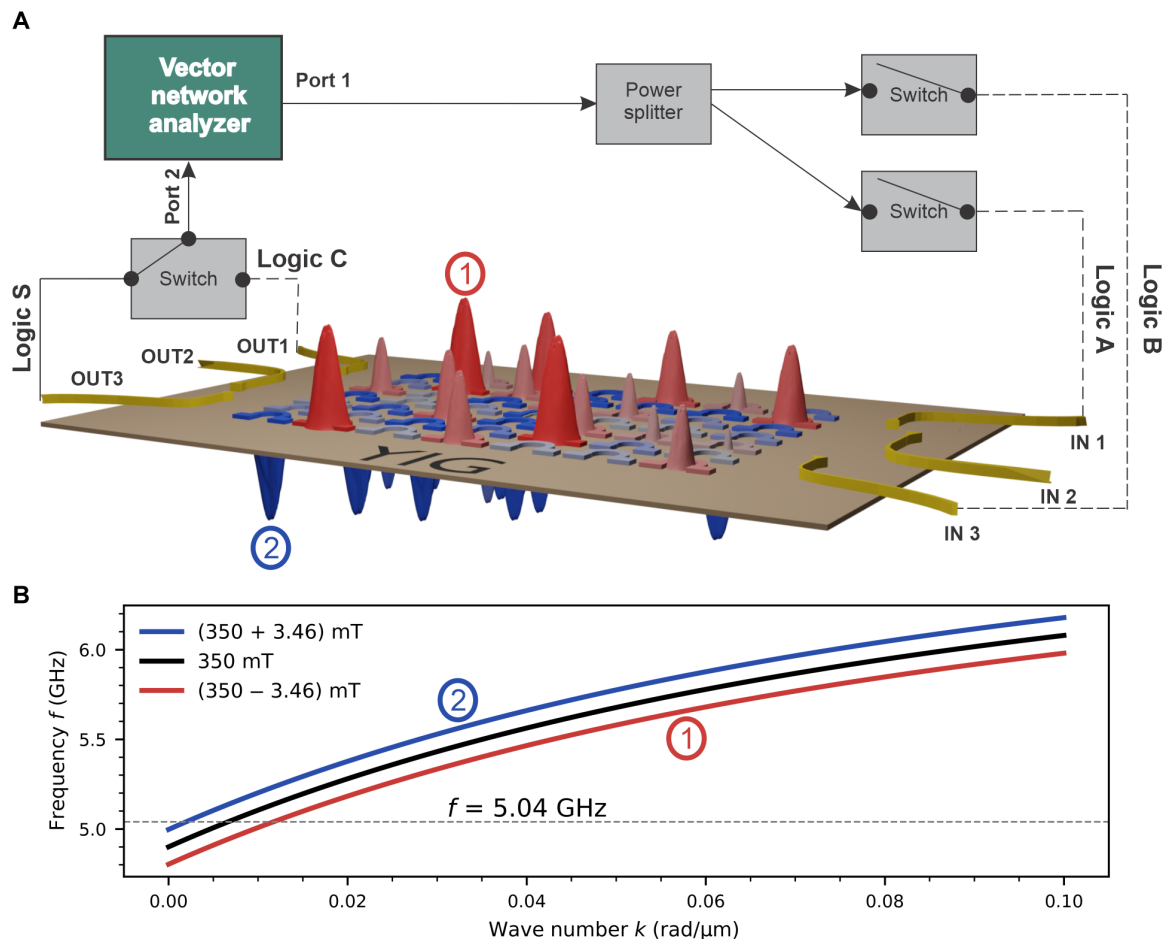 A
Vector
network
analyzer
Port 1
Power
splitter
Switch
Switch
Port 2
Switch
Logic C
Logic S
Logic A
Logic B
1
OUT1
OUT2
OUT3
YIG
IN 1
IN 2
IN 3
2
B
(350 + 3.46) mT
350 mT
(350 − 3.46) mT
2
1
f = 5.04 GHz
Frequency f (GHz)
6.0
5.5
5.0
0.00 0.02 0.04 0.06 0.08 0.10
Wave number k (rad/μm)